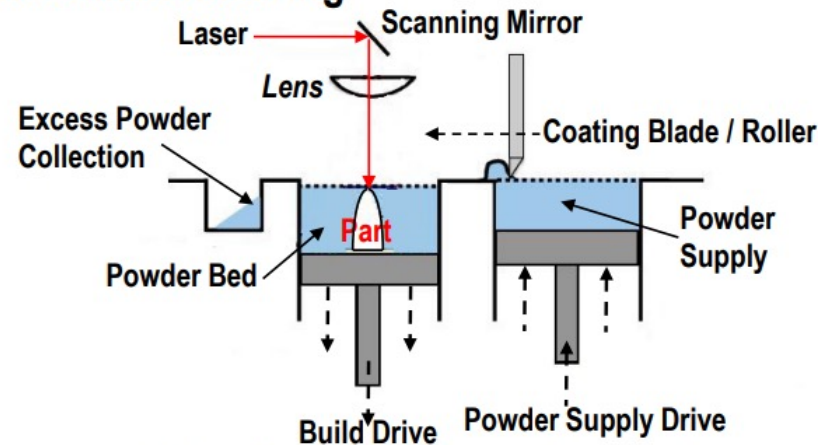 Laser
Scanning Mirror
Lens
Excess Powder
Collection
Coating Blade / Roller
Part
Powder
Supply
Powder Bed
Build Drive
Powder Supply Drive